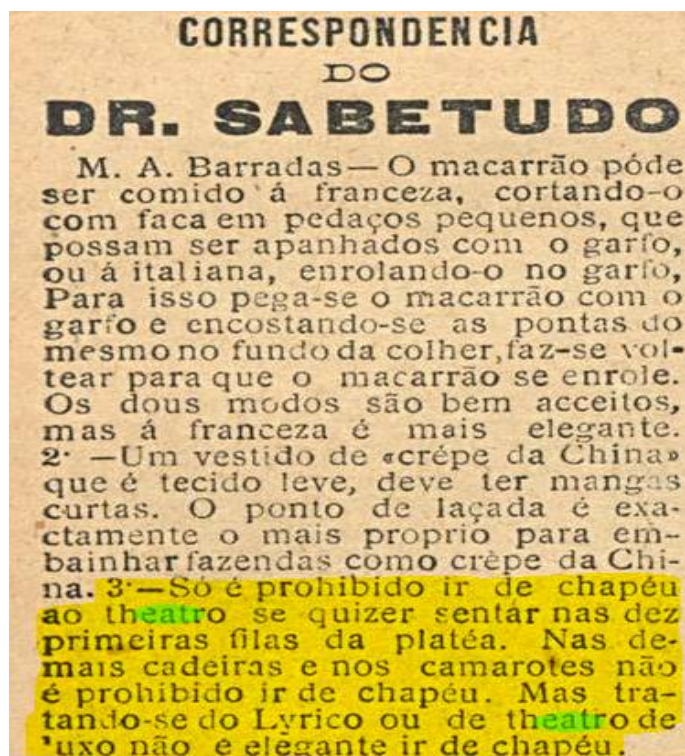 CORRESPONDENCIA
DO
DR. SABETUDO
M. A. Barradas—O macarrão póde
ser comido á franceza, cortando-o
com faca em pedaços pequenos, que
possam ser apanhados com o garfo,
ou á italiana, enrolando-o no garfo,
Para isso pega-se o macarrão com o
garfo e encostando-se as pontas do
mesmo no fundo da colher, faz-se vol-
tear para que o macarrão se enrole.
Os dous modos são bem acceitos,
mas á franceza é mais elegante.
2· —Um vestido de «crépe da China»
que é tecido leve, deve ter mangas
curtas. O ponto de laçada é exa-
ctamente o mais proprio para em-
bainhar fazendas como crèpe da Chi-
na. 3·—Só é prohibido ir de chapéu
ao theatro se quizer sentár nas dez
primeiras filas da platéa. Nas de-
mais cadeiras e nos camarotes não
é prohibido ir de chapéu. Mas tra-
tando-se do Lyrico ou de theatro de
'uxo não é elegante ir de chapéu